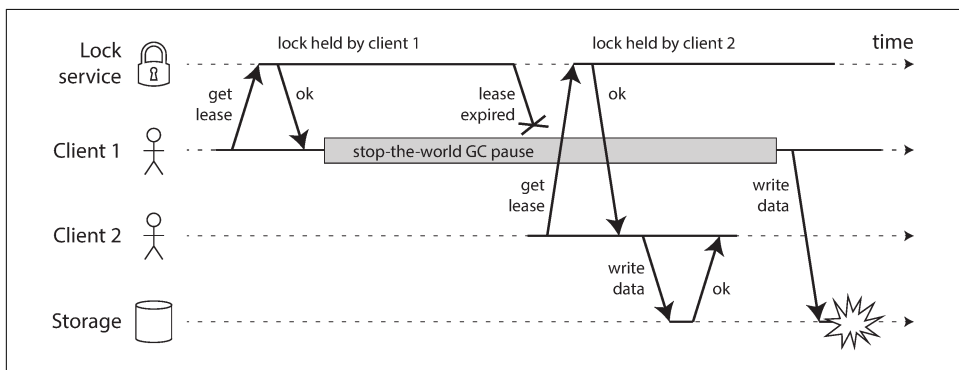 Lock
service
lock held by client 1
lock held by client 2
time
get
lease
ok
lease
expired
ok
Client 1
stop-the-world GC pause
get
lease
write
data
Client 2
write
data
ok
Storage